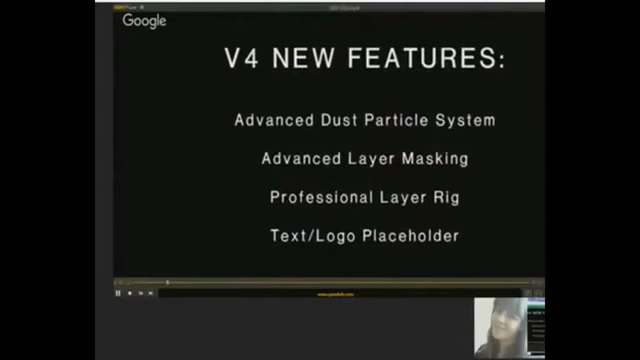 Google
V4 NEW FEATURES:
Advanced Dust Particle System
Advanced Layer Masking
Professional Layer Rig
Text/Logo Placeholder